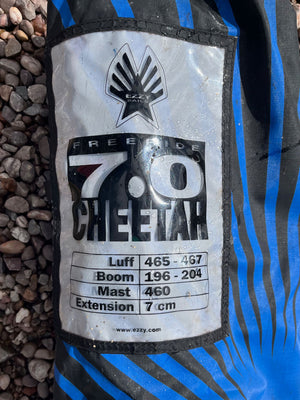 EZZY
SAILS
FREERIDE
7.0
CHEETAH
Luff 465 - 467
Boom 196 - 204
Mast 460
Extension 7 cm
www.ezzy.com